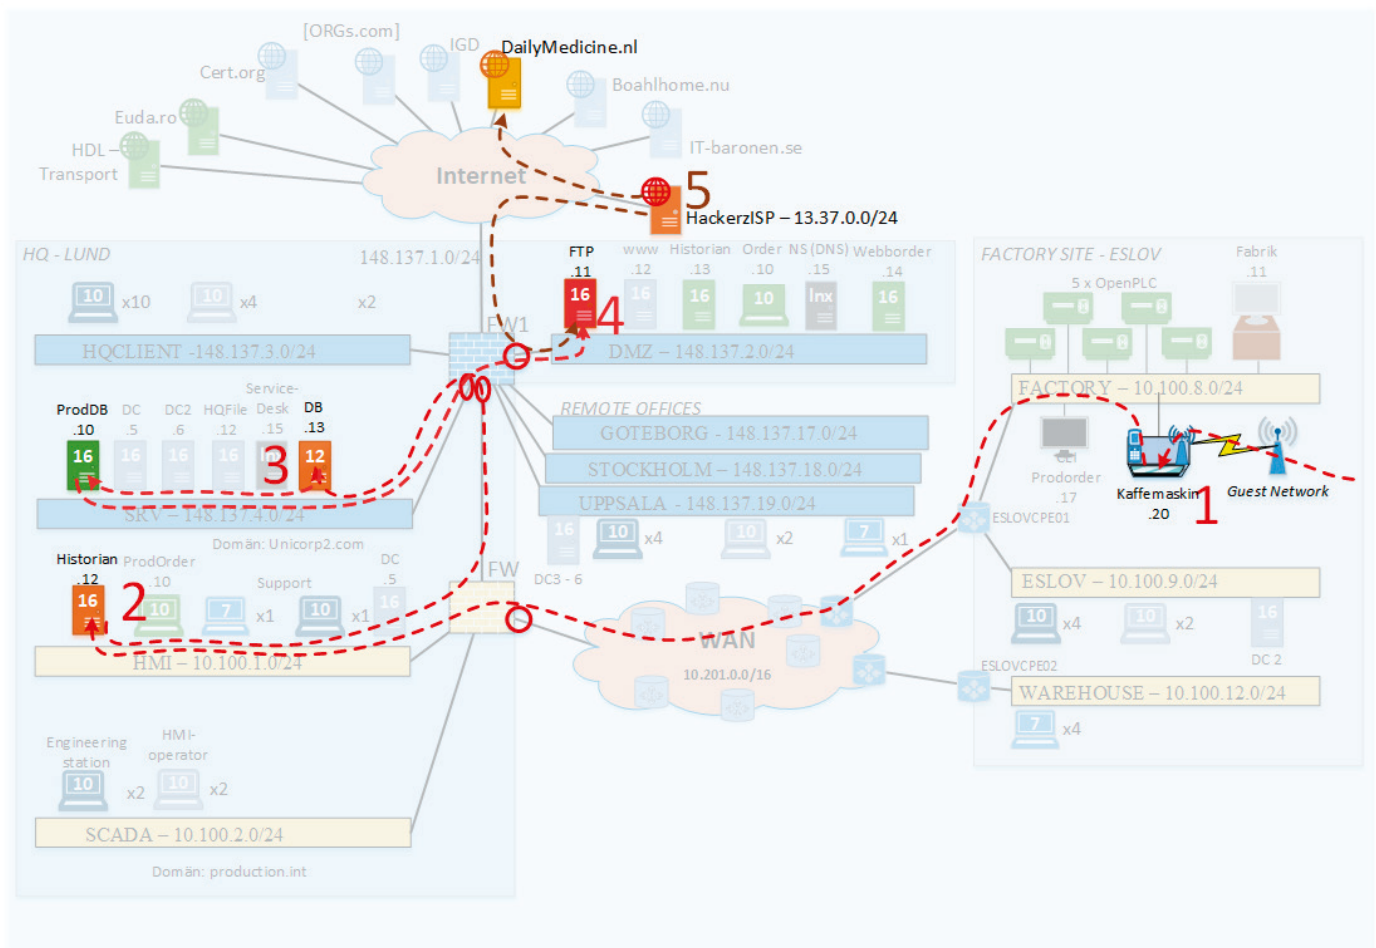 [ORGs.com]
IGD
DailyMedicine.nl
Cert.org
Boahlhome.nu
Euda.ro
IT-baronen.se
HDL –
Transport
Internet
5
HackerzISP – 13.37.0.0/24
HQ - LUND
148.137.1.0/24
10 x10
10 x4
x2
FW1
HQCLIENT -148.137.3.0/24
FTP
.11
16
4
www
.12
16
Historian
.13
16
Order
.10
10
NS (DNS)
.15
lnx
Webborder
.14
16
DMZ – 148.137.2.0/24
FACTORY SITE - ESLOV
Fabrik
.11
5 x OpenPLC
FACTORY – 10.100.8.0/24
Prodorder
.17
Kaffemaskin
.20
1
Guest Network
ProdDB
.10
16
DC
.5
16
DC2
.6
16
HQFile
.12
16
Service-
Desk
.15
3
DB
.13
12
SRV – 148.137.4.0/24
Domän: Unicorp2.com
REMOTE OFFICES
GOTEBORG - 148.137.17.0/24
STOCKHOLM – 148.137.18.0/24
UPPSALA - 148.137.19.0/24
16
DC3 - 6
10 x4
10 x2
7 x1
ESLOVCPE01
Historian
.12
16
2
ProdOrder
.10
10
Support
7 x1
10 x1
DC
.5
16
FW
HMI – 10.100.1.0/24
WAN
10.201.0.0/16
ESLOV – 10.100.9.0/24
10 x4
10 x2
16
DC 2
ESLOVCPE02
WAREHOUSE – 10.100.12.0/24
7 x4
Engineering
station
10 x2
HMI-
operator
10 x2
SCADA – 10.100.2.0/24
Domän: production.int